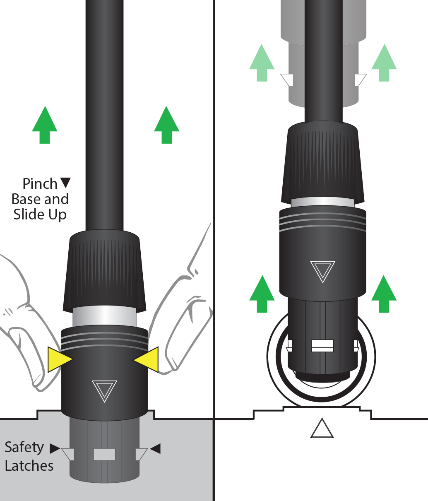 Pinch
Base and
Slide Up
Safety
Latches